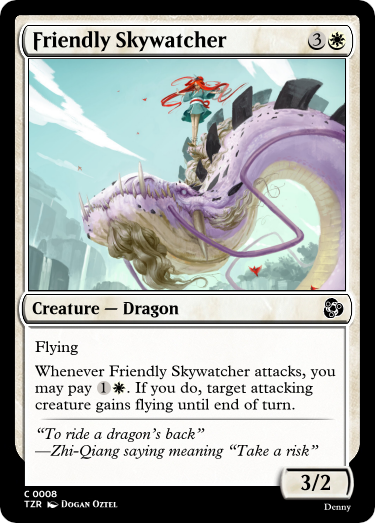 Friendly Skywatcher 3
Creature — Dragon
Flying
Whenever Friendly Skywatcher attacks, you
may pay 1. If you do, target attacking
creature gains flying until end of turn.
“To ride a dragon’s back”
—Zhi-Qiang saying meaning “Take a risk”
3/2
C 0008
TZR Dogan Oztel
Denny